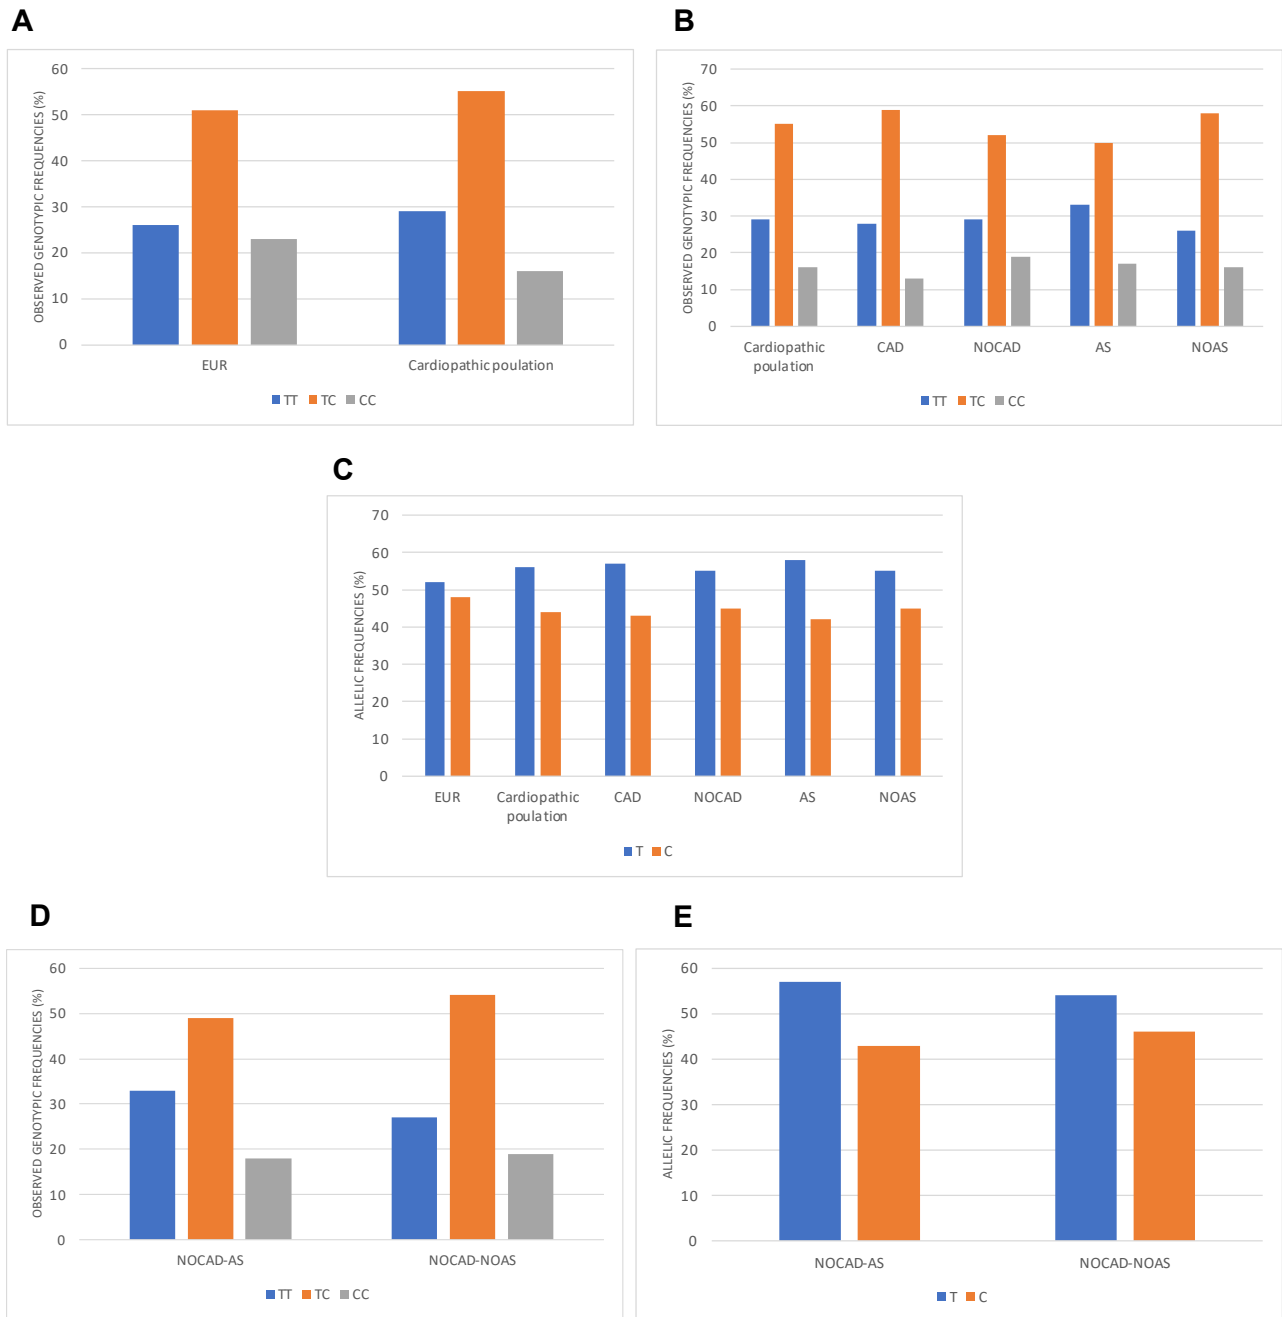 A
OBSERVED GENOTYPIC FREQUENCIES (%)
60
50
40
30
20
10
0
EUR
Cardiopathic poulation
TT TC CC
B
OBSERVED GENOTYPIC FREQUENCIES (%)
70
60
50
40
30
20
10
0
Cardiopathic
poulation
CAD
NOCAD
AS
NOAS
TT TC CC
C
ALLELIC FREQUENCIES (%)
70
60
50
40
30
20
10
0
EUR
Cardiopathic
poulation
CAD
NOCAD
AS
NOAS
T C
D
OBSERVED GENOTYPIC FREQUENCIES (%)
60
50
40
30
20
10
0
NOCAD-AS
NOCAD-NOAS
TT TC CC
E
ALLELIC FREQUENCIES (%)
60
50
40
30
20
10
0
NOCAD-AS
NOCAD-NOAS
T C